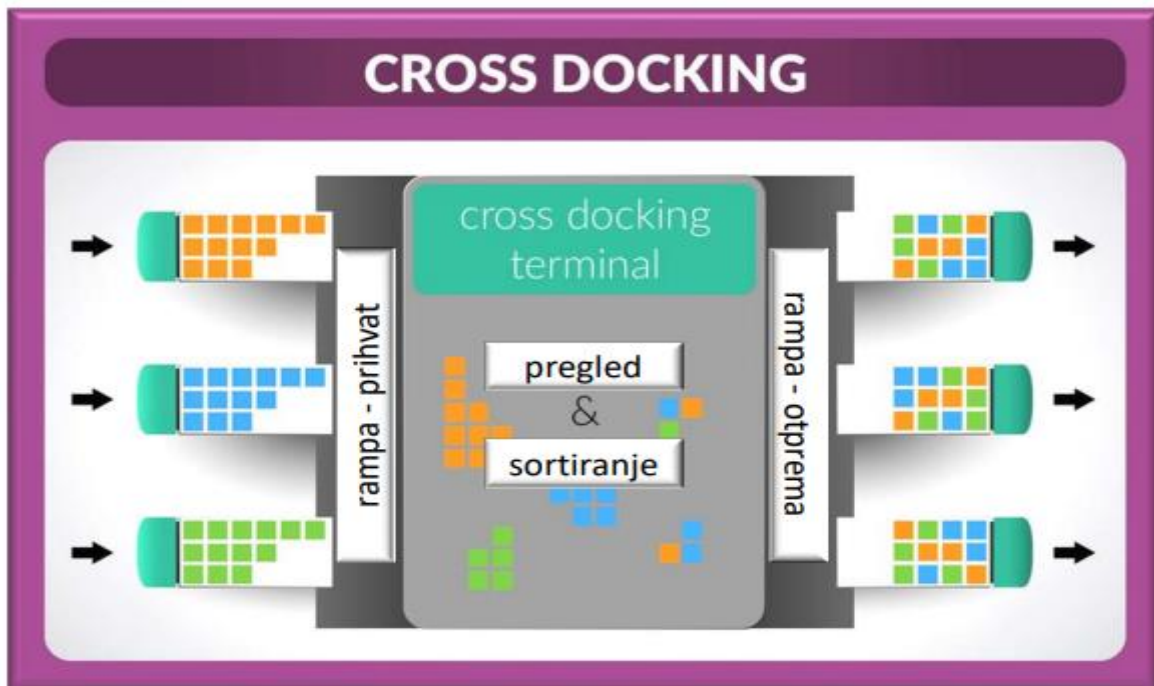 CROSS DOCKING
cross docking
terminal
rampa - prihvat
pregled
&
sortiranje
rampa - otprema